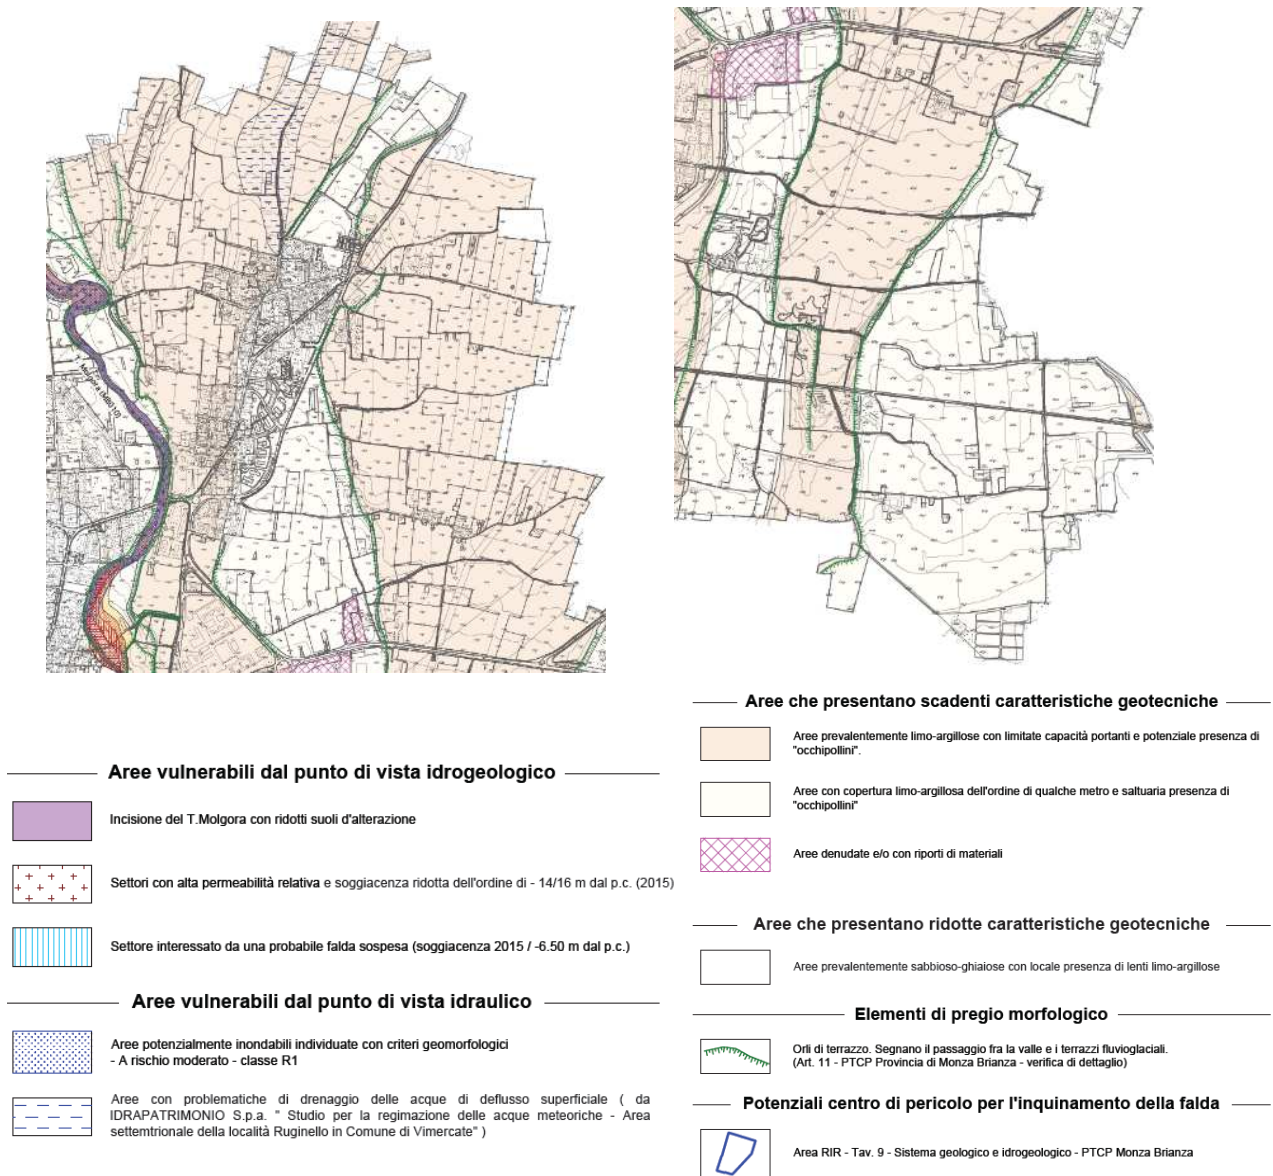 T. Molgora (MB010)
Aree vulnerabili dal punto di vista idrogeologico
Incisione del T.Molgora con ridotti suoli d'alterazione
Settori con alta permeabilità relativa e soggiacenza ridotta dell'ordine di - 14/16 m dal p.c. (2015)
Settore interessato da una probabile falda sospesa (soggiacenza 2015 / -6.50 m dal p.c.)
Aree vulnerabili dal punto di vista idraulico
Aree potenzialmente inondabili individuate con criteri geomorfologici
- A rischio moderato - classe R1
Aree con problematiche di drenaggio delle acque di deflusso superficiale ( da
IDRAPATRIMONIO S.p.a. " Studio per la regimazione delle acque meteoriche - Area
settemtrionale della località Ruginello in Comune di Vimercate" )
Aree che presentano scadenti caratteristiche geotecniche
Aree prevalentemente limo-argillose con limitate capacità portanti e potenziale presenza di
"occhipollini".
Aree con copertura limo-argillosa dell'ordine di qualche metro e saltuaria presenza di
"occhipollini"
Aree denudate e/o con riporti di materiali
Aree che presentano ridotte caratteristiche geotecniche
Aree prevalentemente sabbioso-ghiaiose con locale presenza di lenti limo-argillose
Elementi di pregio morfologico
Orli di terrazzo. Segnano il passaggio fra la valle e i terrazzi fluvioglaciali.
(Art. 11 - PTCP Provincia di Monza Brianza - verifica di dettaglio)
Potenziali centro di pericolo per l'inquinamento della falda
Area RIR - Tav. 9 - Sistema geologico e idrogeologico - PTCP Monza Brianza